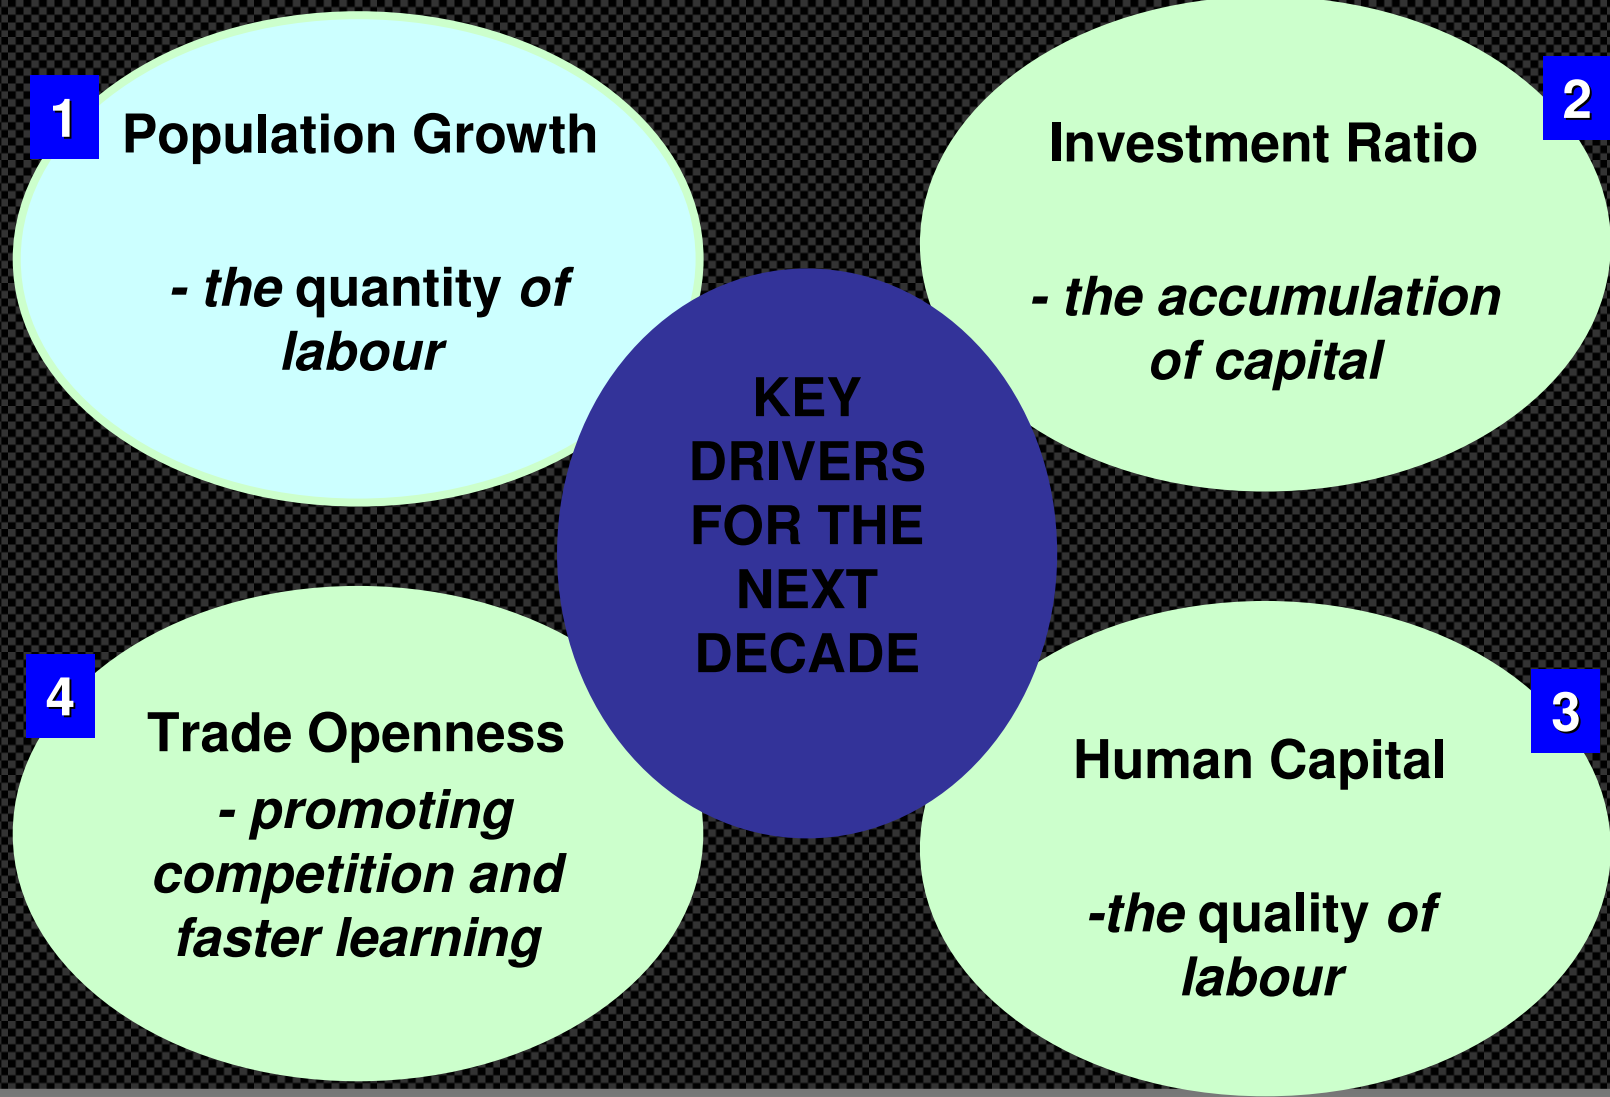 1
Population Growth
- the quantity of
labour
2
Investment Ratio
- the accumulation
of capital
KEY
DRIVERS
FOR THE
NEXT
DECADE
4
Trade Openness
- promoting
competition and
faster learning
3
Human Capital
-the quality of
labour